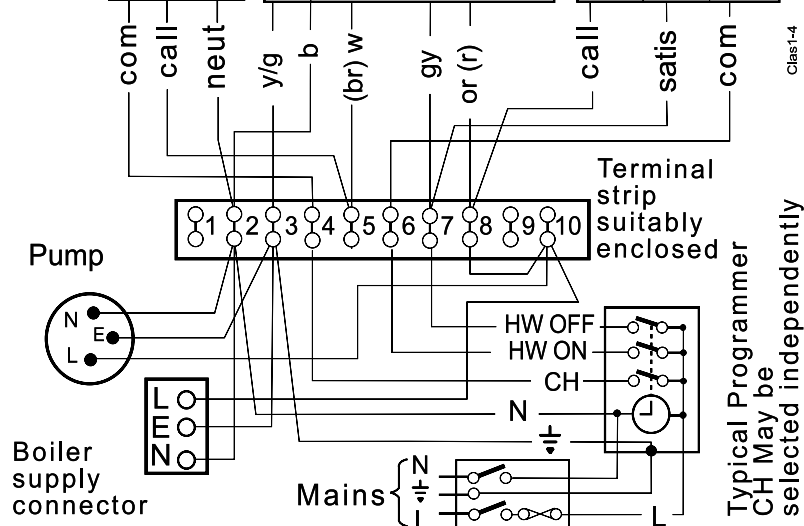 com
call
neut
y/g
b
(br) w
gy
or (r)
call
satis
com
Clas1-4
Terminal
strip
suitably
enclosed
1 2 3 4 5 6 7 8 9 10
Pump
N
E
L
HW OFF
HW ON
CH
N
L
E
N
Boiler
supply
connector
Mains
N
L
L
Typical Programmer
CH May be
selected independently